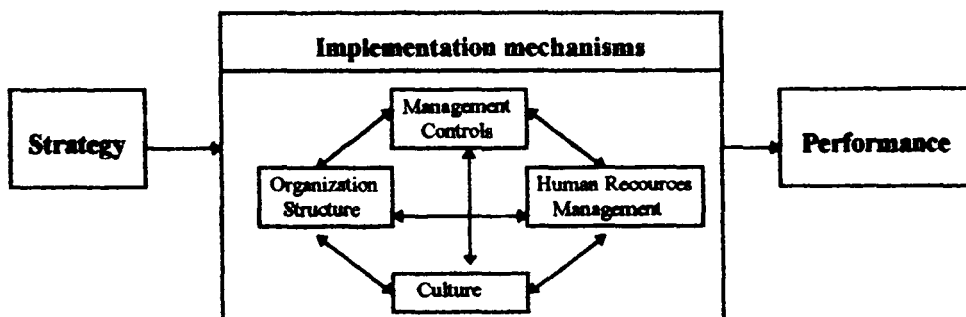 Implementation mechanisms
Management
Controls
Strategy
Performance
Organization
Structure
Human Recources
Management
Culture